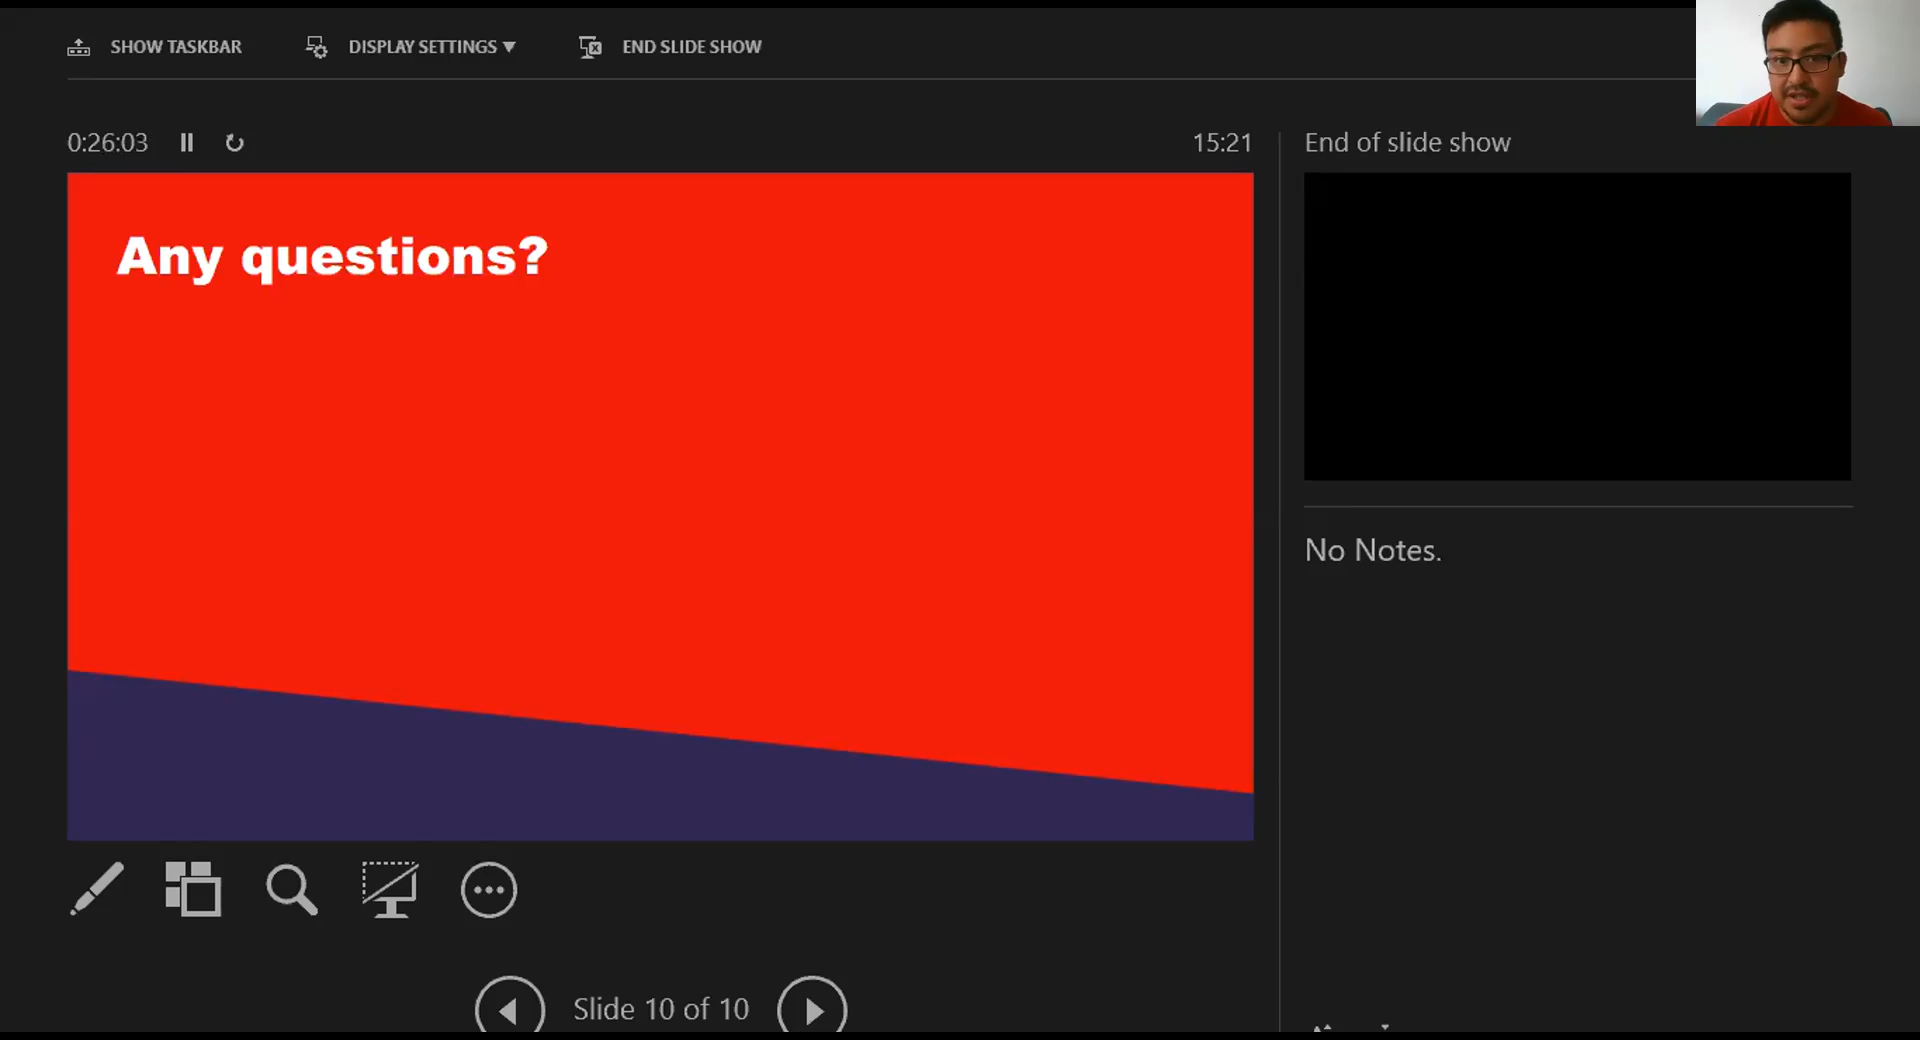 SHOW TASKBAR
DISPLAY SETTINGS ▼
END SLIDE SHOW
0:26:03
15:21
End of slide show
Any questions?
No Notes.
Slide 10 of 10